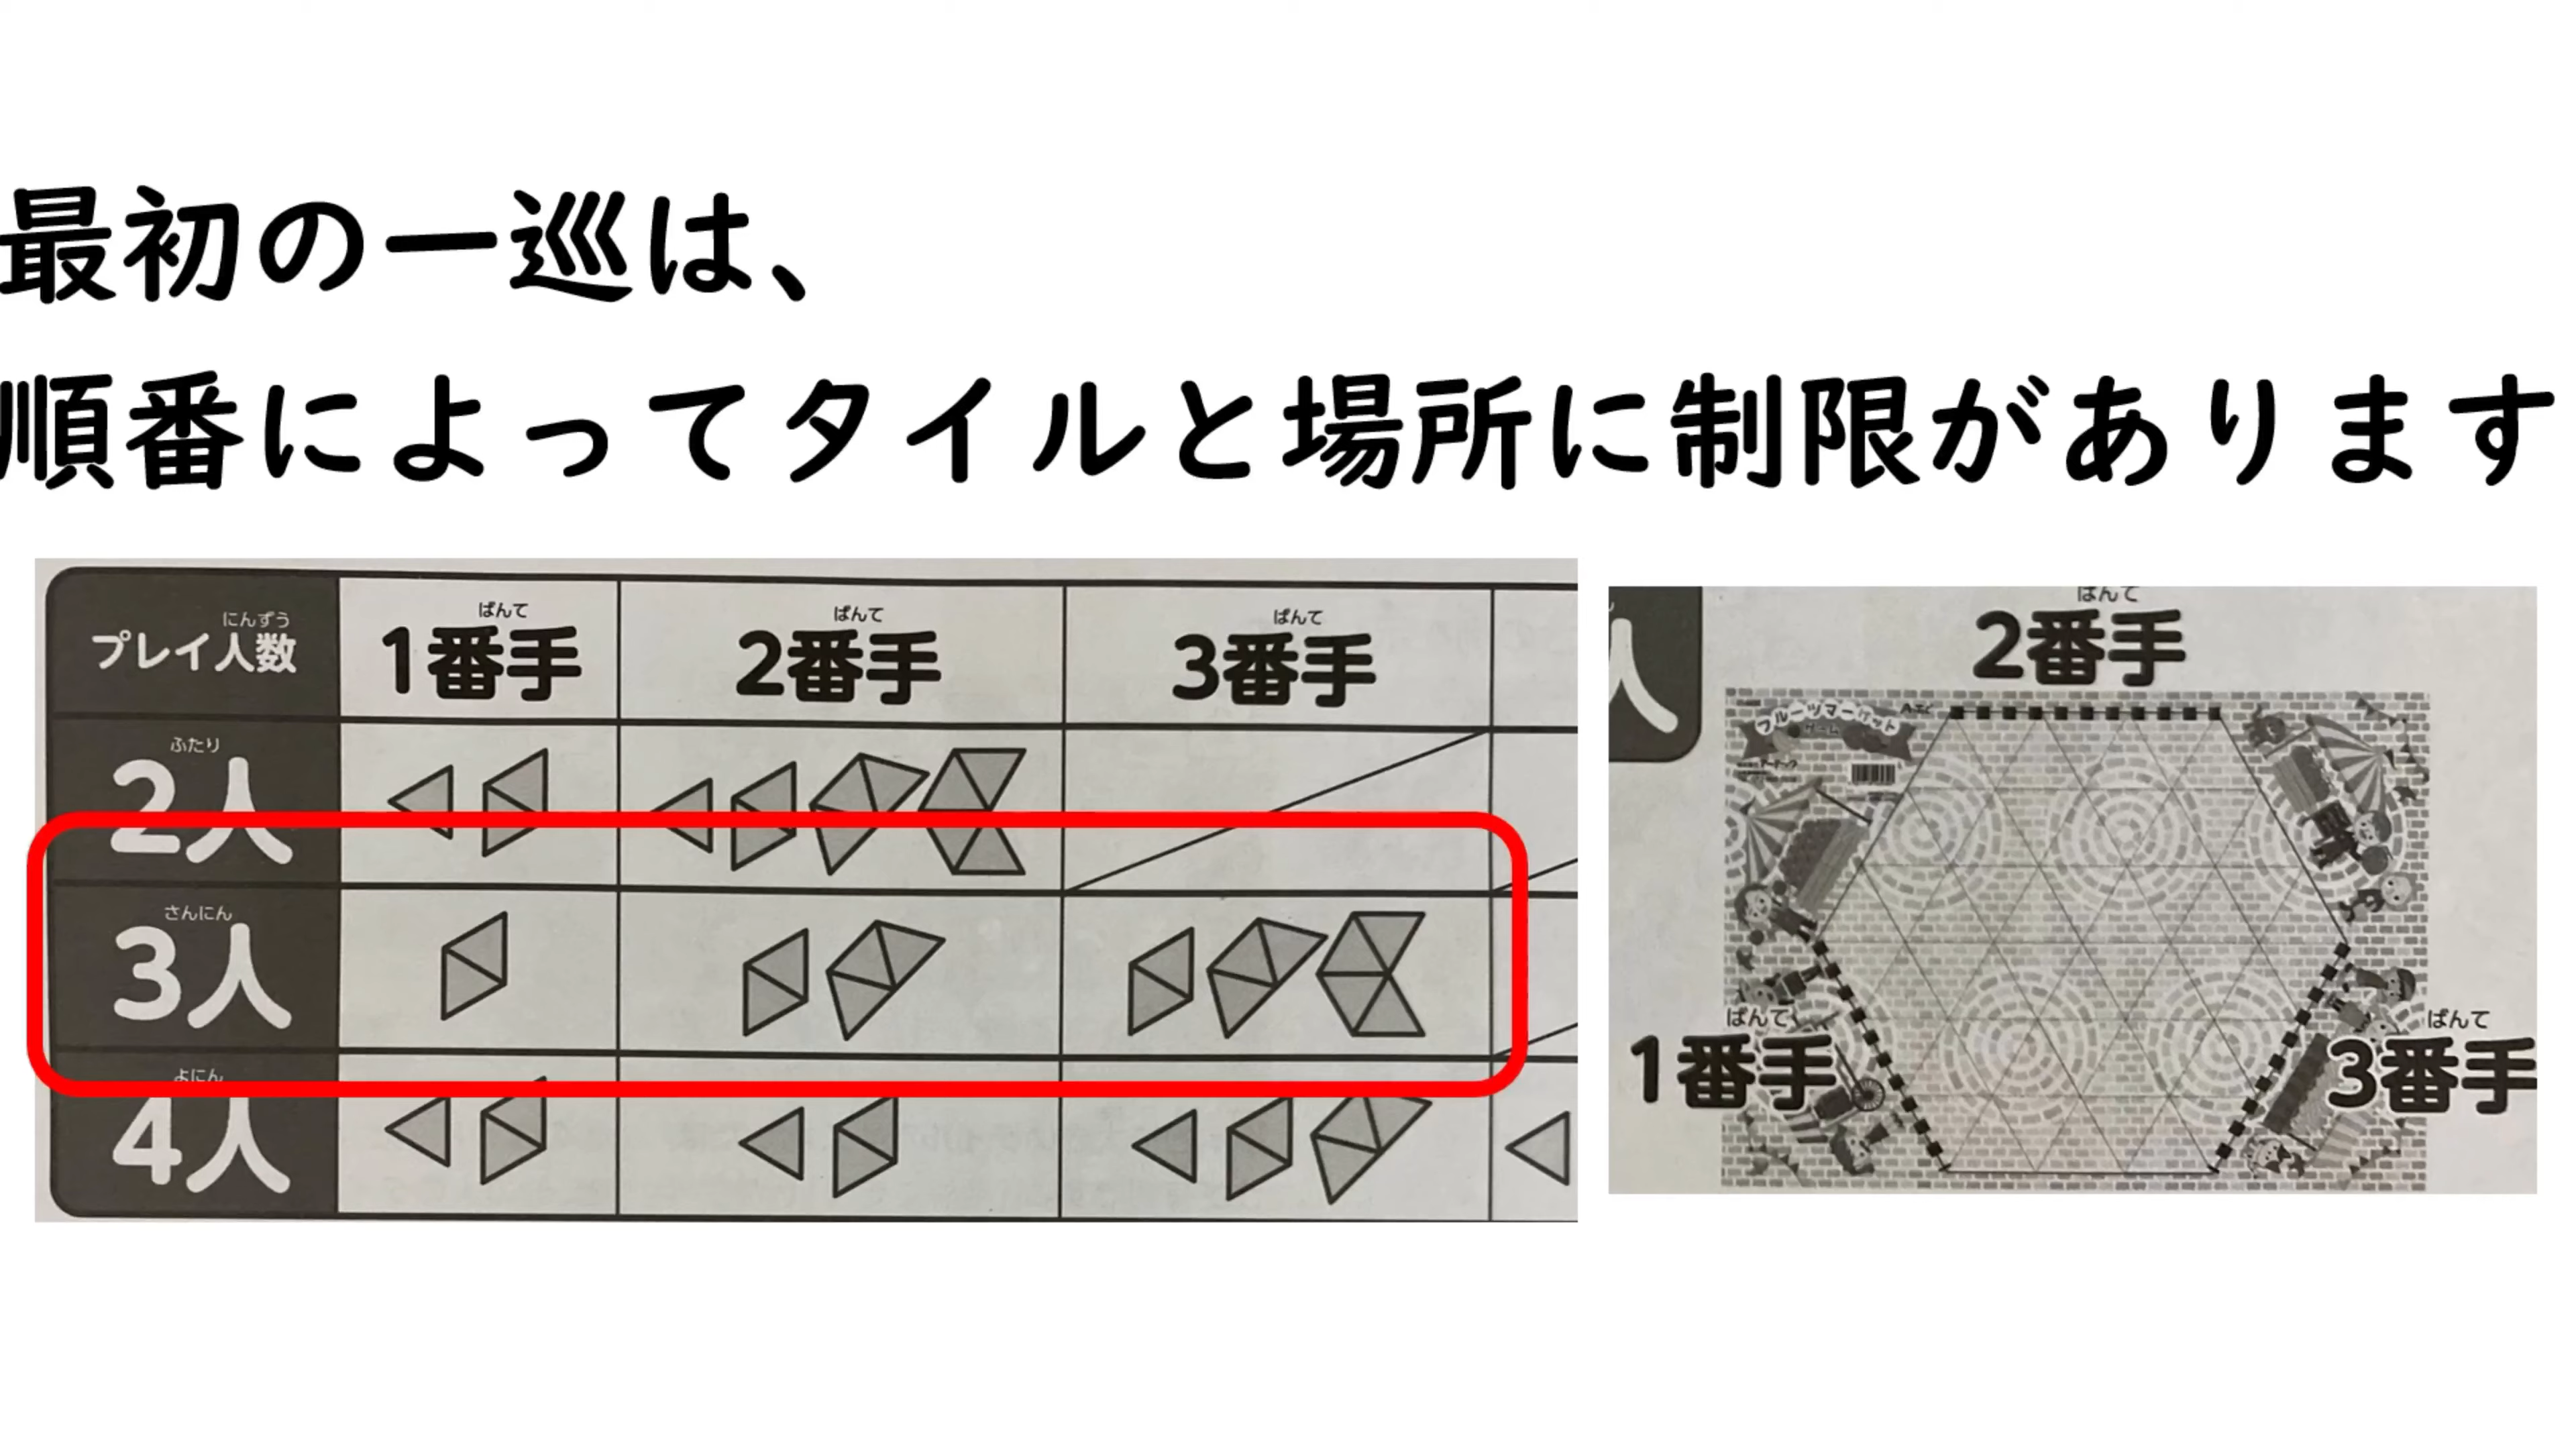 最初の一巡は、
順番によってタイルと場所に制限があります
にんずう
プレイ人数
ばんて
1番手
ばんて
2番手
ばんて
3番手
ふたり
2人
さんにん
3人
よにん
4人
ばんて
2番手
フルーツマーケット
ゲーム
ばんて
1番手
ばんて
3番手